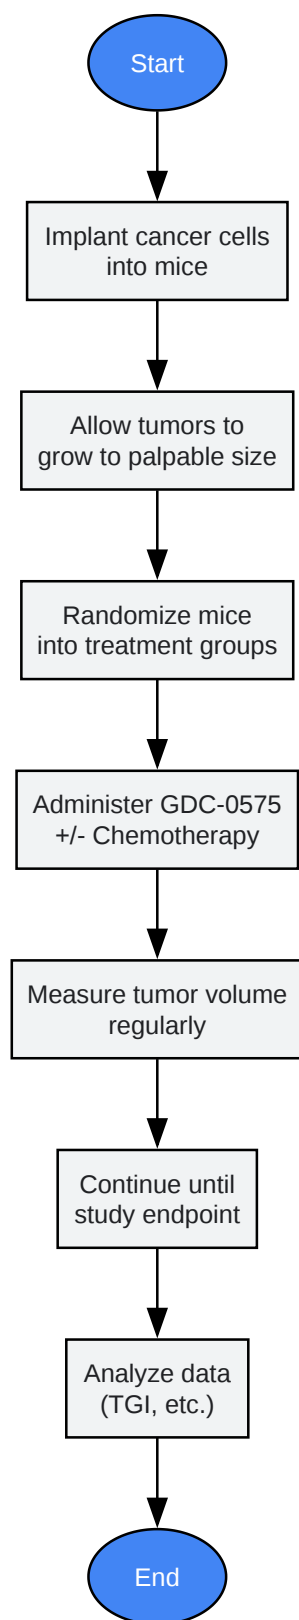 Start
Implant cancer cells
into mice
Allow tumors to
grow to palpable size
Randomize mice
into treatment groups
Administer GDC-0575
+/- Chemotherapy
Measure tumor volume
regularly
Continue until
study endpoint
Analyze data
(TGI, etc.)
End